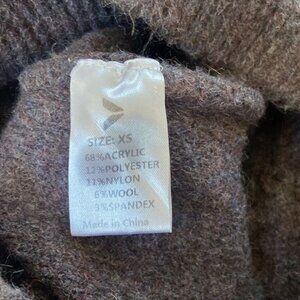 SIZE: XS
68%ACRYLIC
12%POLYESTER
11%NYLON
6%WOOL
3%SPANDEX
Made in China